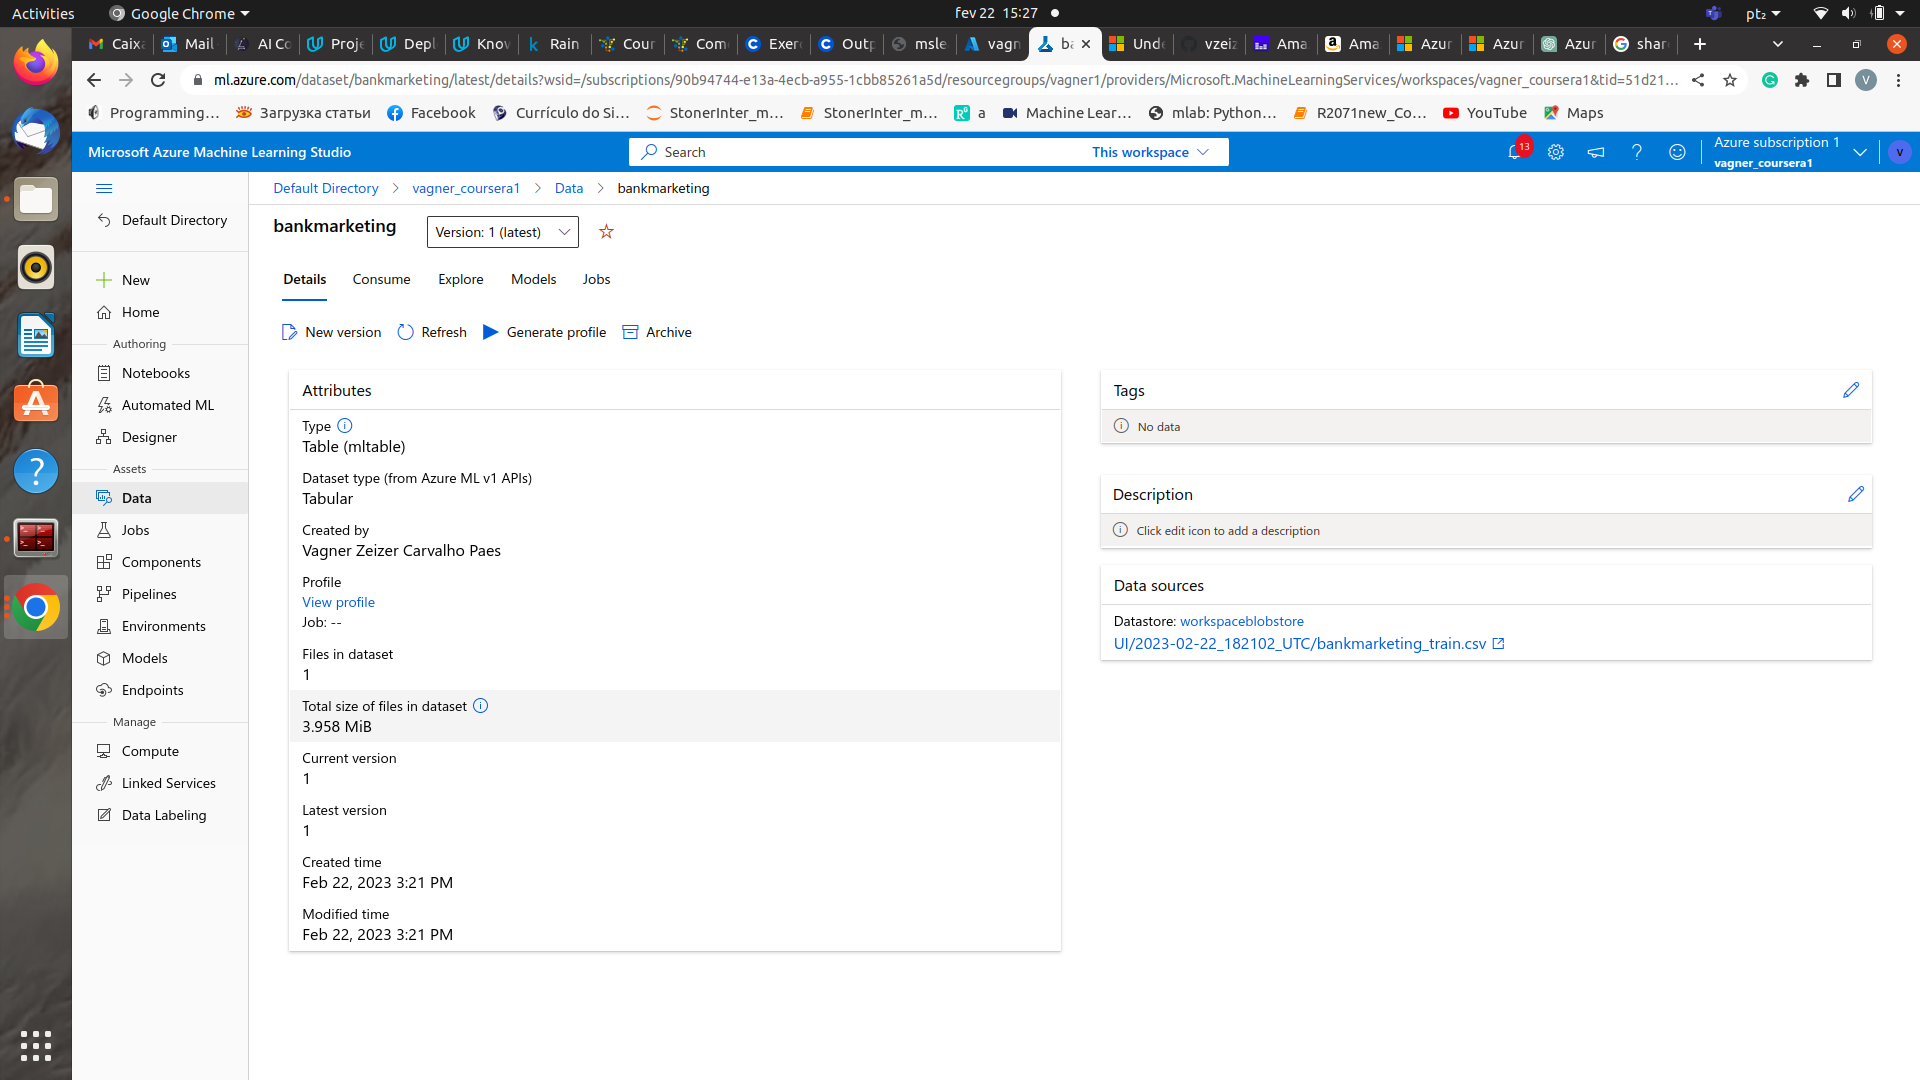 Activities
Google Chrome
fev 22 15:27
pt₂
Caixa
Mail
AI Co
Proje
Depl
Knov
Rain
Cour
Com
Exer
Outp
msle
vagn
ba
Unde
vzeiz
Ama
Ama
Azur
Azur
Azur
shar
ml.azure.com/dataset/bankmarketing/latest/details?wsid=/subscriptions/90b94744-e13a-4ecb-a955-1cbb85261a5d/resourcegroups/vagner1/providers/Microsoft.MachineLearningServices/workspaces/vagner_coursera1&tid=51d21...
V
Programming...
Загрузка статьи
Facebook
Currículo do Si...
StonerInter_m...
StonerInter_m...
a
Machine Lear...
mlab: Python...
R2071new_Co...
YouTube
Maps
Microsoft Azure Machine Learning Studio
Search
This workspace
13
Azure subscription 1
vagner_coursera1
V
Default Directory
New
Home
Authoring
Notebooks
Automated ML
Designer
Assets
Data
Jobs
Components
Pipelines
Environments
Models
Endpoints
Manage
Compute
Linked Services
Data Labeling
Default Directory > vagner_coursera1 > Data > bankmarketing
bankmarketing
Version: 1 (latest)
Details Consume Explore Models Jobs
New version Refresh Generate profile Archive
Attributes
Type
Table (mltable)
Dataset type (from Azure ML v1 APIs)
Tabular
Created by
Vagner Zeizer Carvalho Paes
Profile
View profile
Job: --
Files in dataset
1
Total size of files in dataset
3.958 MiB
Current version
1
Latest version
1
Created time
Feb 22, 2023 3:21 PM
Modified time
Feb 22, 2023 3:21 PM
Tags
No data
Description
Click edit icon to add a description
Data sources
Datastore: workspaceblobstore
UI/2023-02-22_182102_UTC/bankmarketing_train.csv